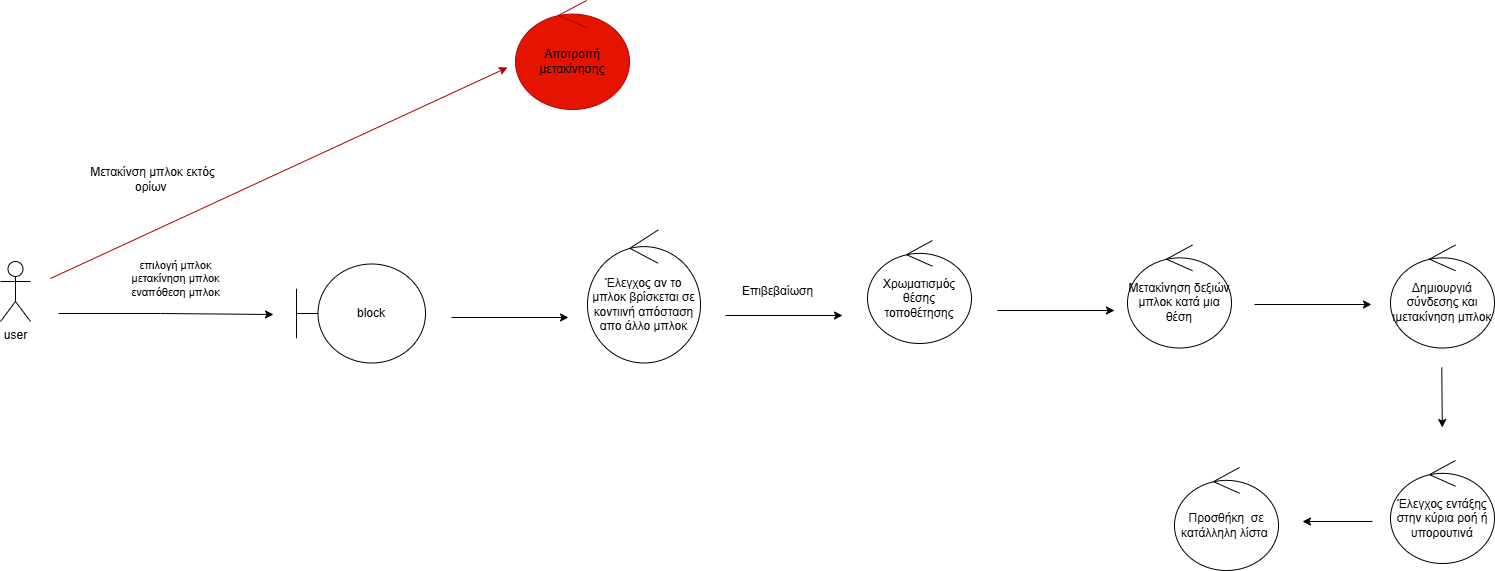 Αποτροπή
μετακίνησης
Μετακίνση μπλοκ εκτός
ορίων
επιλογή μπλοκ
μετακίνηση μπλοκ
εναπόθεση μπλοκ
user
block
Έλεγχος αν το
μπλοκ βρίσκεται σε
κοντιινή απόσταση
απο άλλο μπλοκ
Επιβεβαίωση
Χρωματισμός
θέσης
τοποθέτησης
Μετακίνηση δεξιών
μπλοκ κατά μια
θέση
Δημιουργιά
σύνδεσης και
μετακίνηση μπλοκ
Έλεγχος εντάξης
στην κύρια ροή ή
υπορουτινά
Προσθήκη  σε
κατάλληλη λίστα